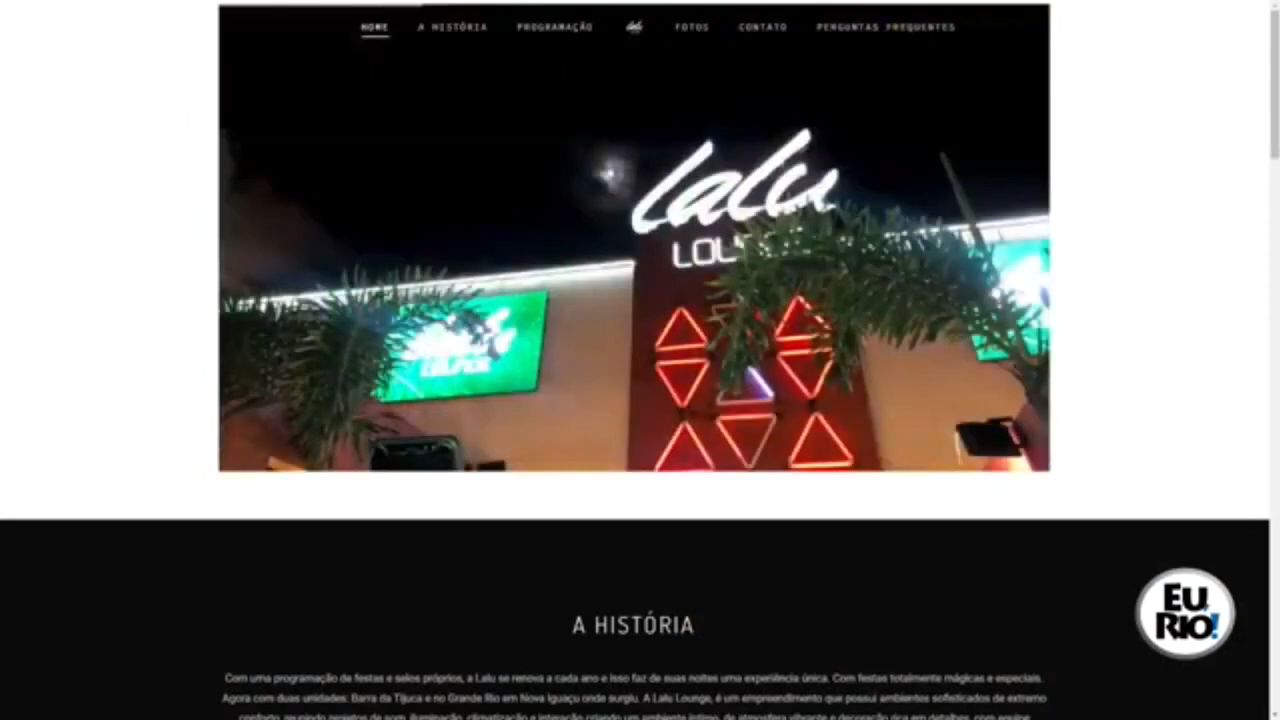 HOME A HISTÓRIA PROGRAMAÇÃO lalu FOTOS CONTATO PERGUNTAS FREQUENTES
lalu
A HISTÓRIA
EU,
RIO!
Com uma programação de festas e selos próprios, a Lalu se renova a cada ano e isso faz de suas noites uma experiência única. Com festas totalmente mágicas e especiais.
Agora com duas unidades: Barra da Tijuca e no Grande Rio em Nova Iguaçu onde surgiu. A Lalu Lounge, é um empreendimento que possui ambientes sofisticados de extremo